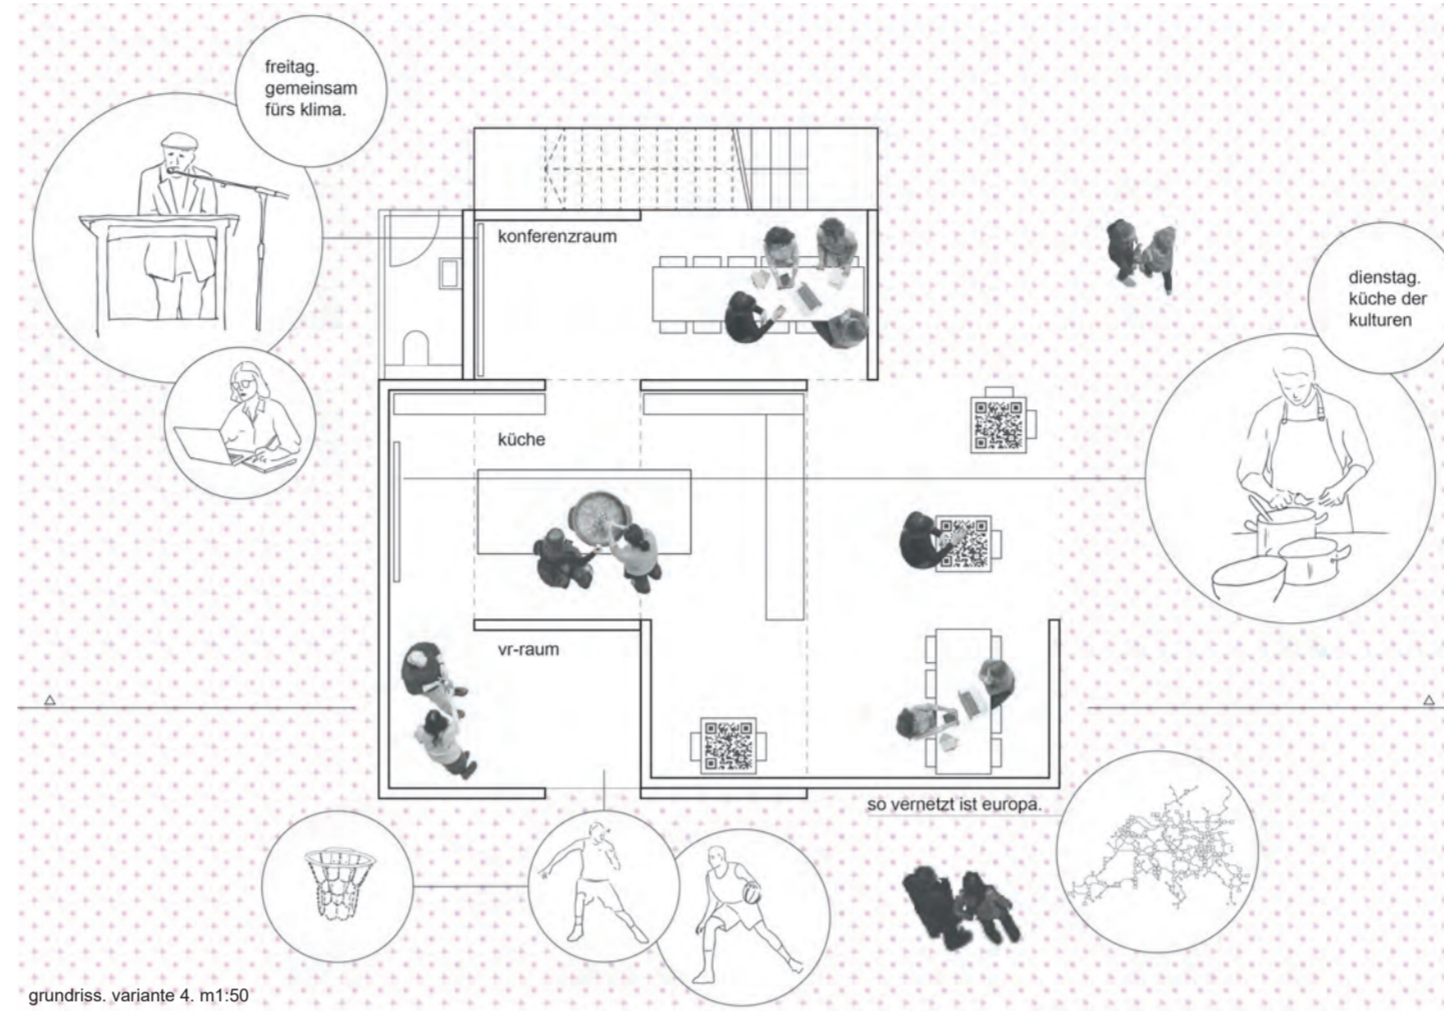 freitag.
gemeinsam
fürs klima.
konferenzraum
dienstag.
küche der
kulturen
küche
vr-raum
so vernetzt ist europa.
grundriss. variante 4. m1:50